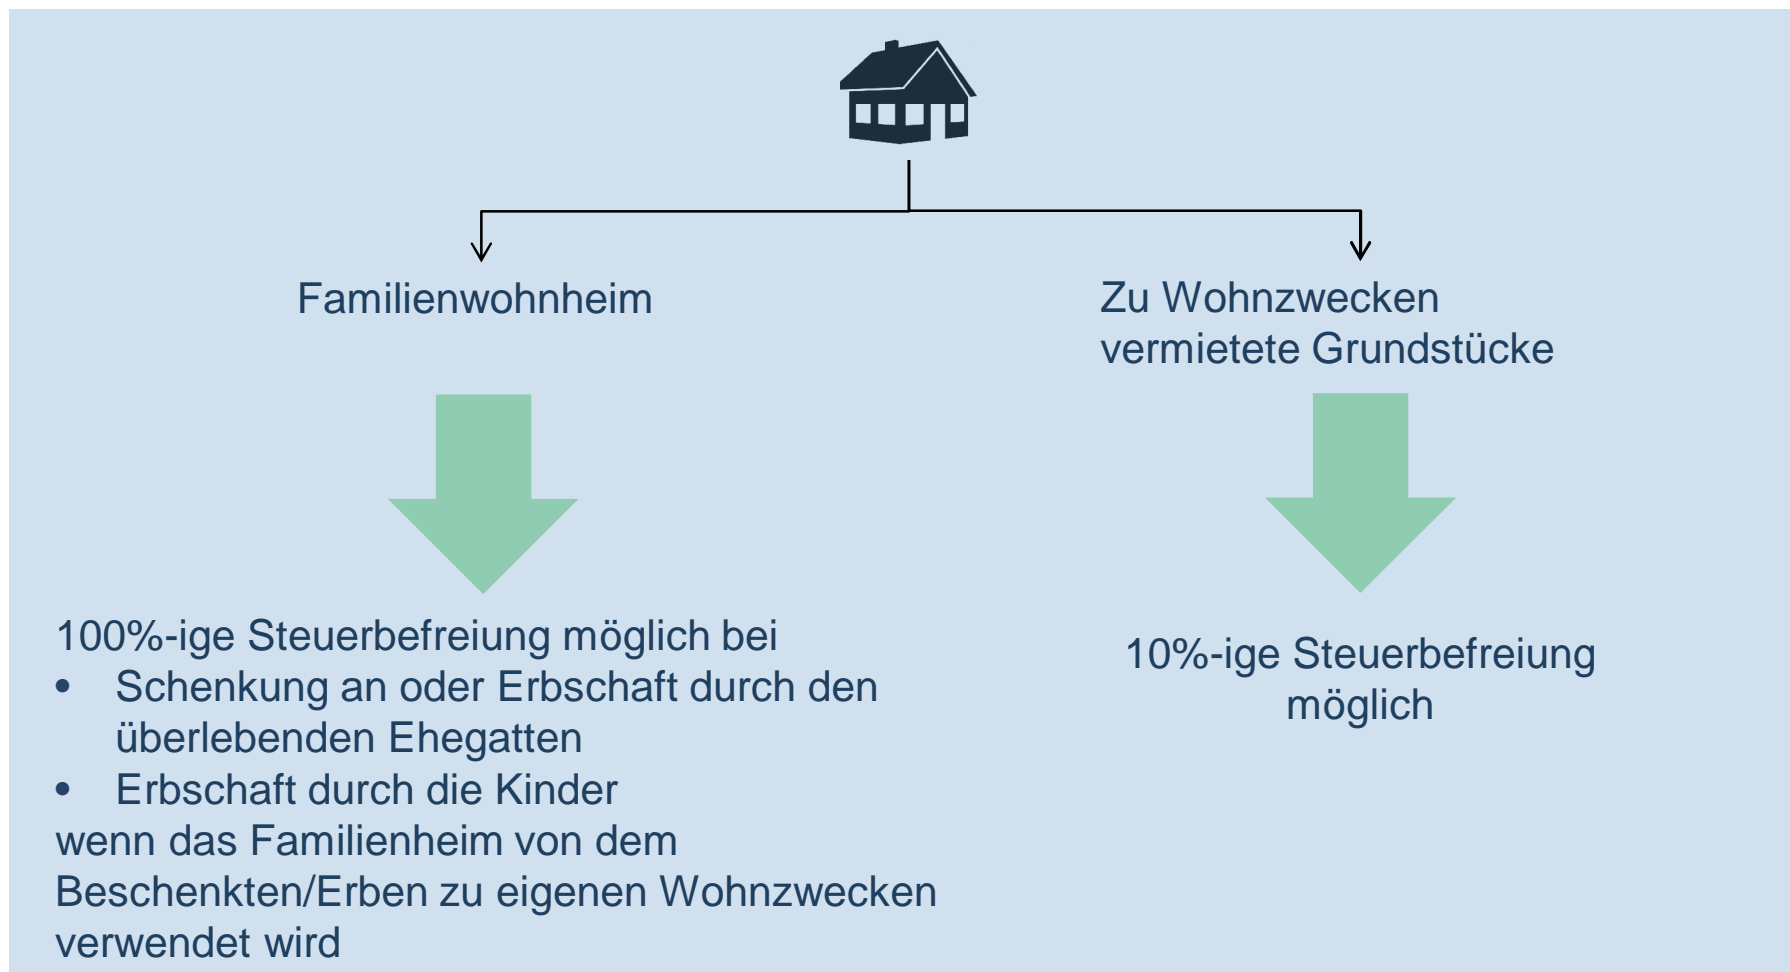 Familienwohnheim
Zu Wohnzwecken
vermietete Grundstücke
100%-ige Steuerbefreiung möglich bei
• Schenkung an oder Erbschaft durch den
überlebenden Ehegatten
• Erbschaft durch die Kinder
wenn das Familienheim von dem
Beschenkten/Erben zu eigenen Wohnzwecken
verwendet wird
10%-ige Steuerbefreiung
möglich